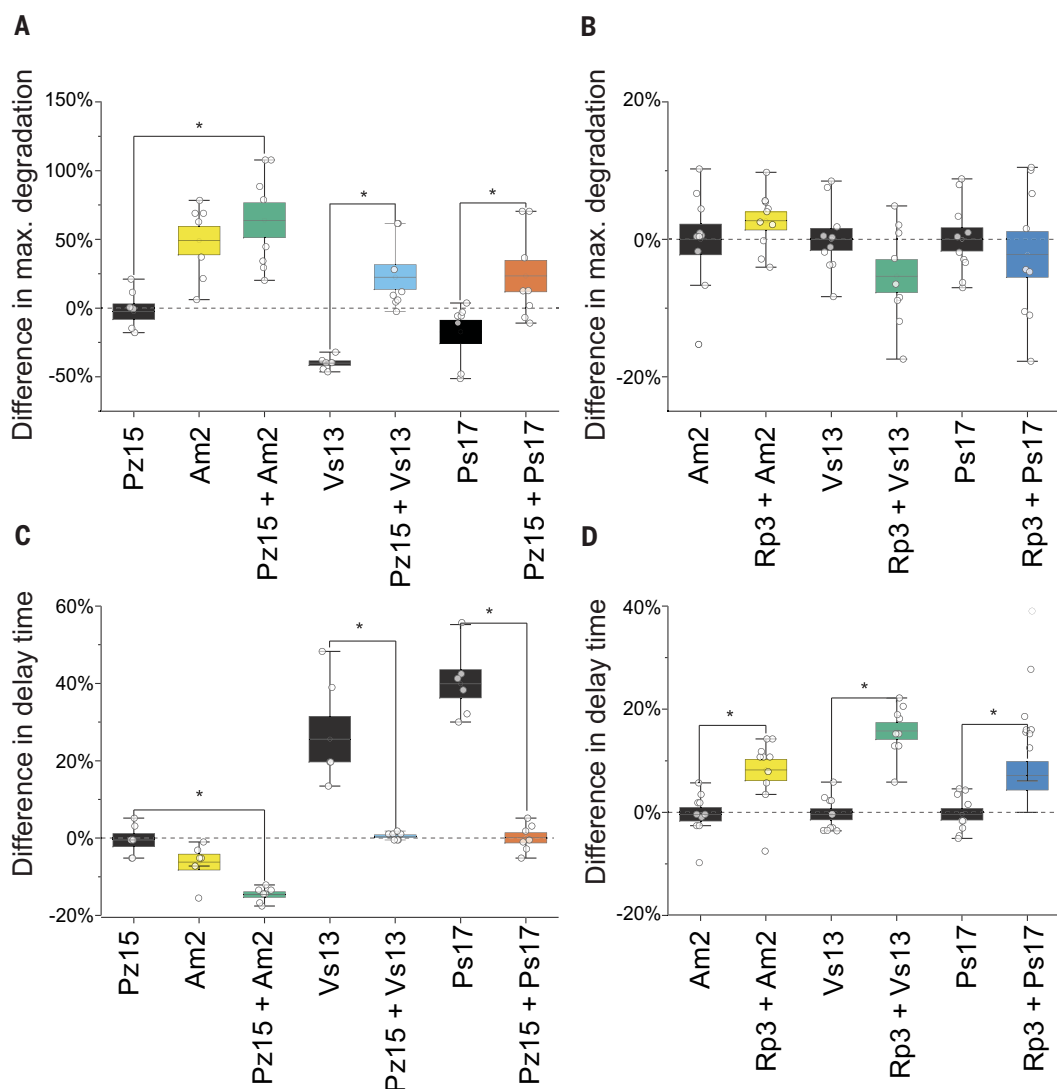 A
Difference in max. degradation
150%
100%
50%
0%
-50%
*
*
*
Pz15
Am2
Pz15 + Am2
Vs13
Pz15 + Vs13
Ps17
Pz15 + Ps17
B
Difference in max. degradation
20%
0%
-20%
Am2
Rp3 + Am2
Vs13
Rp3 + Vs13
Ps17
Rp3 + Ps17
C
Difference in delay time
60%
40%
20%
0%
-20%
*
*
*
Pz15
Am2
Pz15 + Am2
Vs13
Pz15 + Vs13
Ps17
Pz15 + Ps17
D
Difference in delay time
40%
20%
0%
-20%
*
*
*
Am2
Rp3 + Am2
Vs13
Rp3 + Vs13
Ps17
Rp3 + Ps17